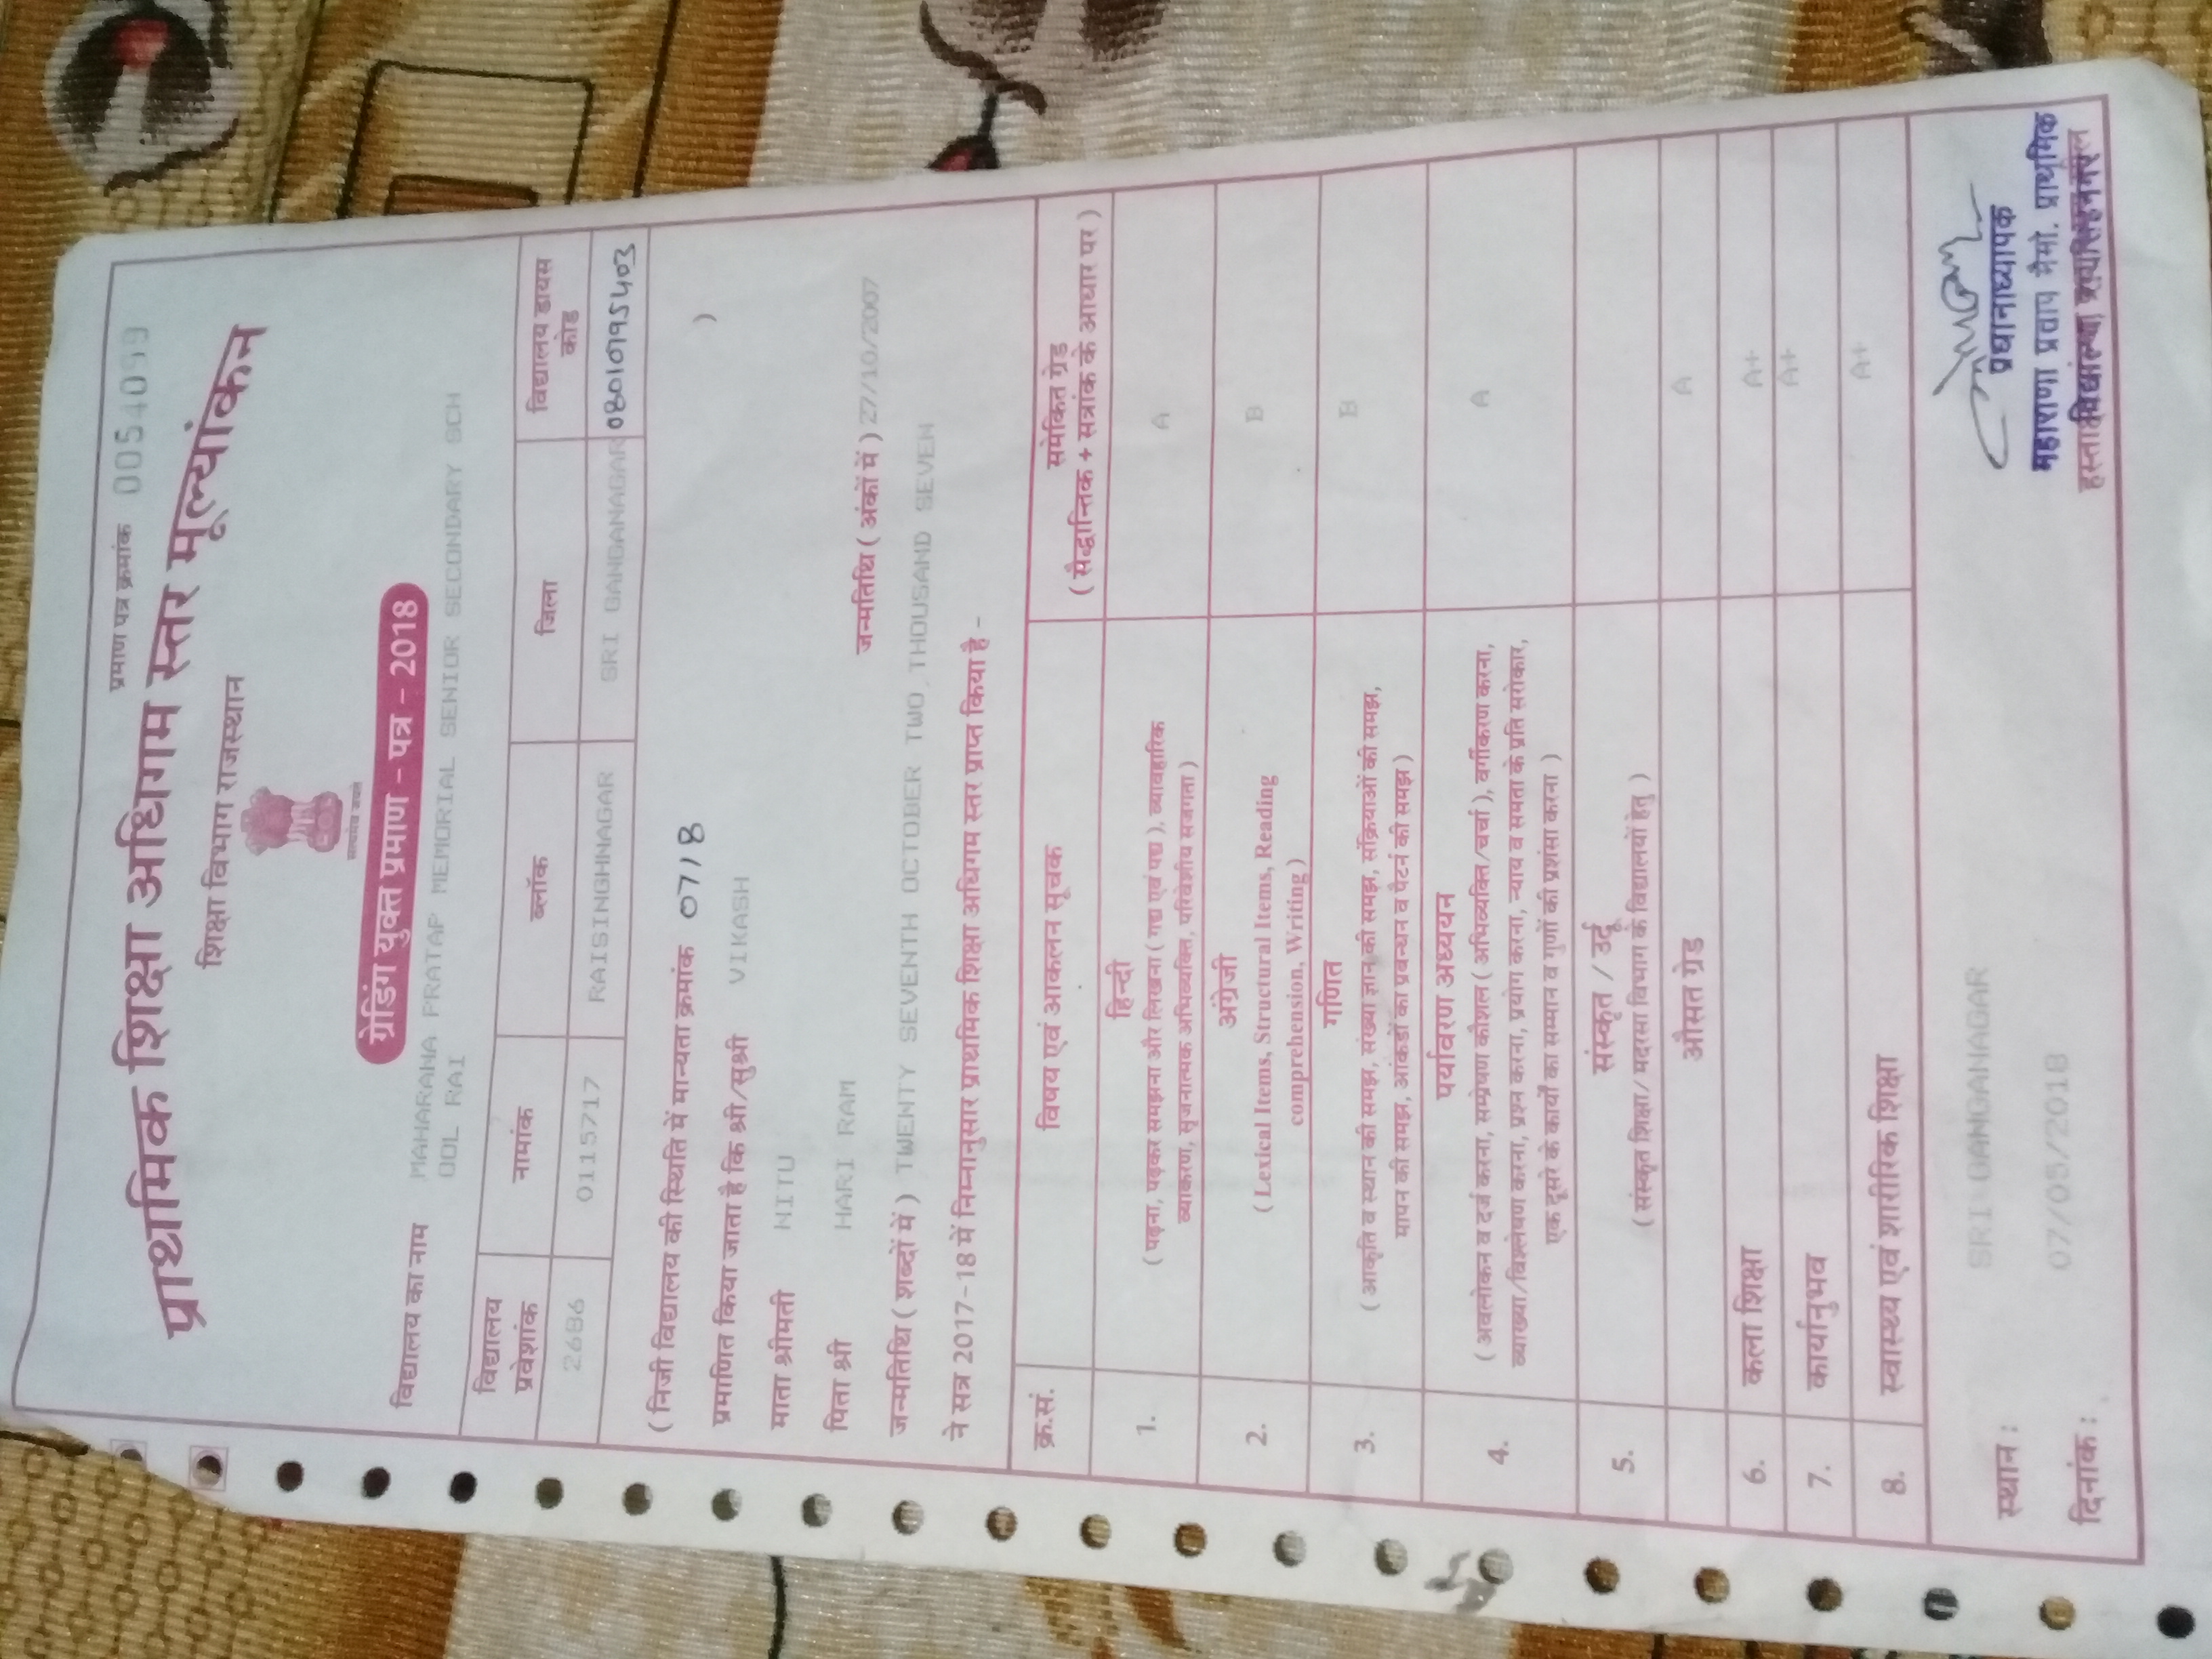 प्रमाण पत्र क्रमांक 0054099
प्राथमिक शिक्षा अधिगम स्तर मूल्यांकन
शिक्षा विभाग राजस्थान
सत्यमेव जयते
ग्रेडिंग युक्त प्रमाण - पत्र - 2018
विद्यालय का नाम MAHARANA PRATAP MEMORIAL SENIOR SECONDARY SCH
OOL RAI
विद्यालय प्रवेशांक नामांक ब्लॉक जिला विद्यालय डायस कोड
2686 0115717 RAISINGHNAGAR SRI GANGANAGAR 08010795403
( निजी विद्यालय की स्थिति में मान्यता क्रमांक 0718 )
प्रमाणित किया जाता है कि श्री/सुश्री VIKASH
माता श्रीमती NITU
पिता श्री HARI RAM
जन्मतिथि ( अंकों में ) 27/10/2007
जन्मतिथि ( शब्दों में ) TWENTY SEVENTH OCTOBER TWO THOUSAND SEVEN
ने सत्र 2017-18 में निम्नानुसार प्राथमिक शिक्षा अधिगम स्तर प्राप्त किया है -
क्र.सं. विषय एवं आकलन सूचक समेकित ग्रेड
( सैद्धान्तिक + सत्रांक के आधार पर )
1. हिन्दी A
( पढ़ना, पढ़कर समझना और लिखना ( गद्य एवं पद्य ), व्यावहारिक
व्याकरण, सृजनात्मक अभिव्यक्ति, परिवेशीय सजगता )
2. अंग्रेजी B
( Lexical Items, Structural Items, Reading
comprehension, Writing )
3. गणित B
( आकृति व स्थान की समझ, संख्या ज्ञान की समझ, संक्रियाओं की समझ,
मापन की समझ, आंकडों का प्रबन्धन व पैटर्न की समझ )
4. पर्यावरण अध्ययन A
( अवलोकन व दर्ज करना, सम्प्रेषण कौशल ( अभिव्यक्ति/चर्चा ), वर्गीकरण करना,
व्याख्या/विश्लेषण करना, प्रश्न करना, प्रयोग करना, न्याय व समता के प्रति सरोकार,
एक दूसरे के कार्यों का सम्मान व गुणों की प्रशंसा करना )
5. संस्कृत / उर्दू
( संस्कृत शिक्षा/ मदरसा विभाग के विद्यालयों हेतु )
औसत ग्रेड A
6. कला शिक्षा A+
7. कार्यानुभव A+
8. स्वास्थ्य एवं शारीरिक शिक्षा A+
स्थान : SRI GANGANAGAR
दिनांक : 07/05/2018
प्रधानाध्यापक
महाराणा प्रताप मैमो. प्राथमिक